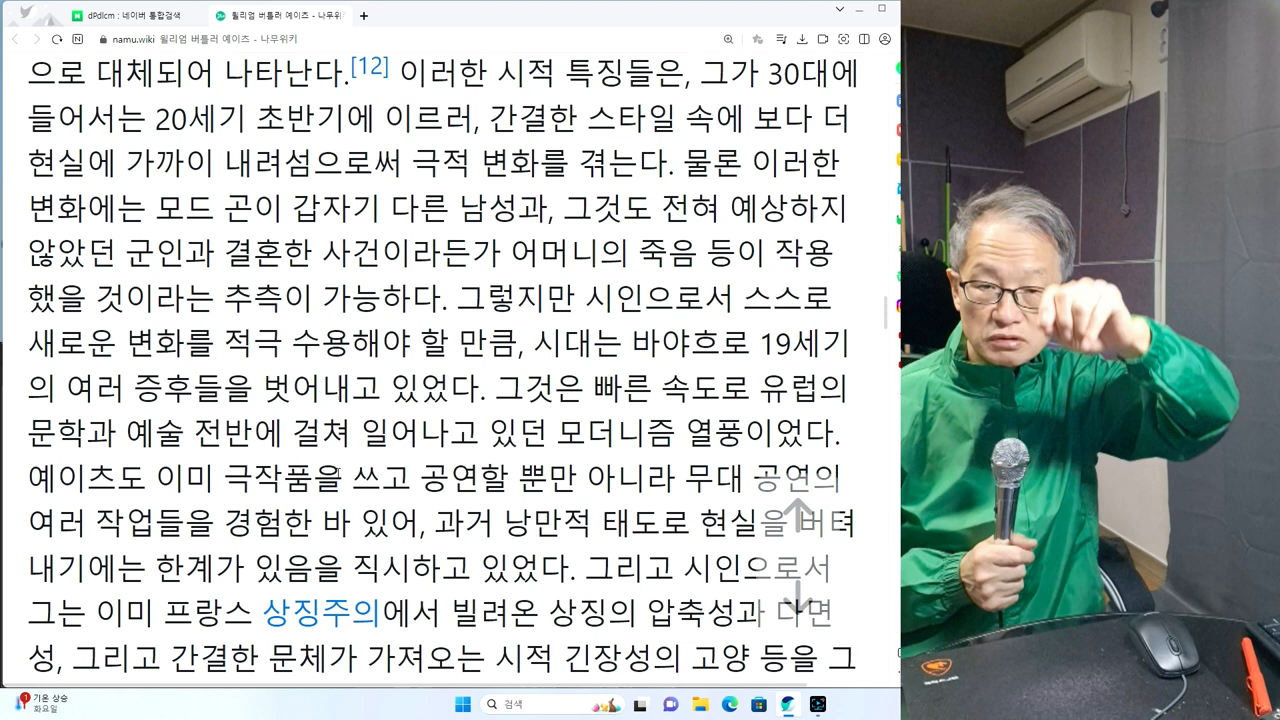 dPdlcm : 네이버 통합검색
윌리엄 버틀러 예이츠 - 나무위키
namu.wiki 윌리엄 버틀러 예이츠 - 나무위키
으로 대체되어 나타난다.[12] 이러한 시적 특징들은, 그가 30대에
들어서는 20세기 초반기에 이르러, 간결한 스타일 속에 보다 더
현실에 가까이 내려섬으로써 극적 변화를 겪는다. 물론 이러한
변화에는 모드 곤이 갑자기 다른 남성과, 그것도 전혀 예상하지
않았던 군인과 결혼한 사건이라든가 어머니의 죽음 등이 작용
했을 것이라는 추측이 가능하다. 그렇지만 시인으로서 스스로
새로운 변화를 적극 수용해야 할 만큼, 시대는 바야흐로 19세기
의 여러 증후들을 벗어내고 있었다. 그것은 빠른 속도로 유럽의
문학과 예술 전반에 걸쳐 일어나고 있던 모더니즘 열풍이었다.
예이츠도 이미 극작품을 쓰고 공연할 뿐만 아니라 무대 공연의
여러 작업들을 경험한 바 있어, 과거 낭만적 태도로 현실을 버텨
내기에는 한계가 있음을 직시하고 있었다. 그리고 시인으로서
그는 이미 프랑스 상징주의에서 빌려온 상징의 압축성과 다면
성, 그리고 간결한 문체가 가져오는 시적 긴장성의 고양 등을 그
기온 상승
화요일
검색